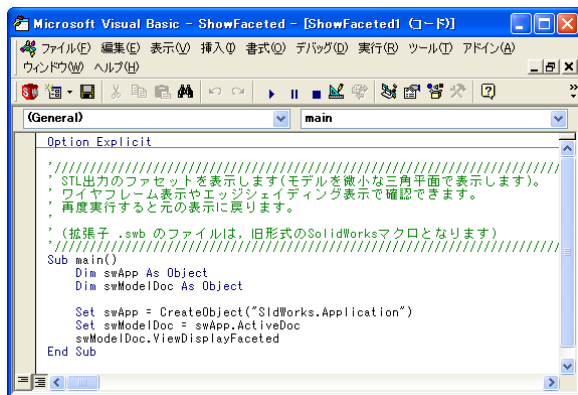 Microsoft Visual Basic - ShowFaceted - [ShowFaceted1 (コード)]
ファイル(F) 編集(E) 表示(V) 挿入(I) 書式(O) デバッグ(D) 実行(R) ツール(T) アドイン(A)
ウィンドウ(W) ヘルプ(H)
(General) main
Option Explicit
'//////////////////////////////////////////////////////////////////////////
' STL出力のファセットを表示します(モデルを微小な三角平面で表示します)。
' ワイヤフレーム表示やエッジシェイディング表示で確認できます。
' 再度実行すると元の表示に戻ります。
'
' (拡張子 .swb のファイルは, 旧形式のSolidWorksマクロとなります)
'//////////////////////////////////////////////////////////////////////////
Sub main()
Dim swApp As Object
Dim swModelDoc As Object
Set swApp = CreateObject("SldWorks.Application")
Set swModelDoc = swApp.ActiveDoc
swModelDoc.ViewDisplayFaceted
End Sub